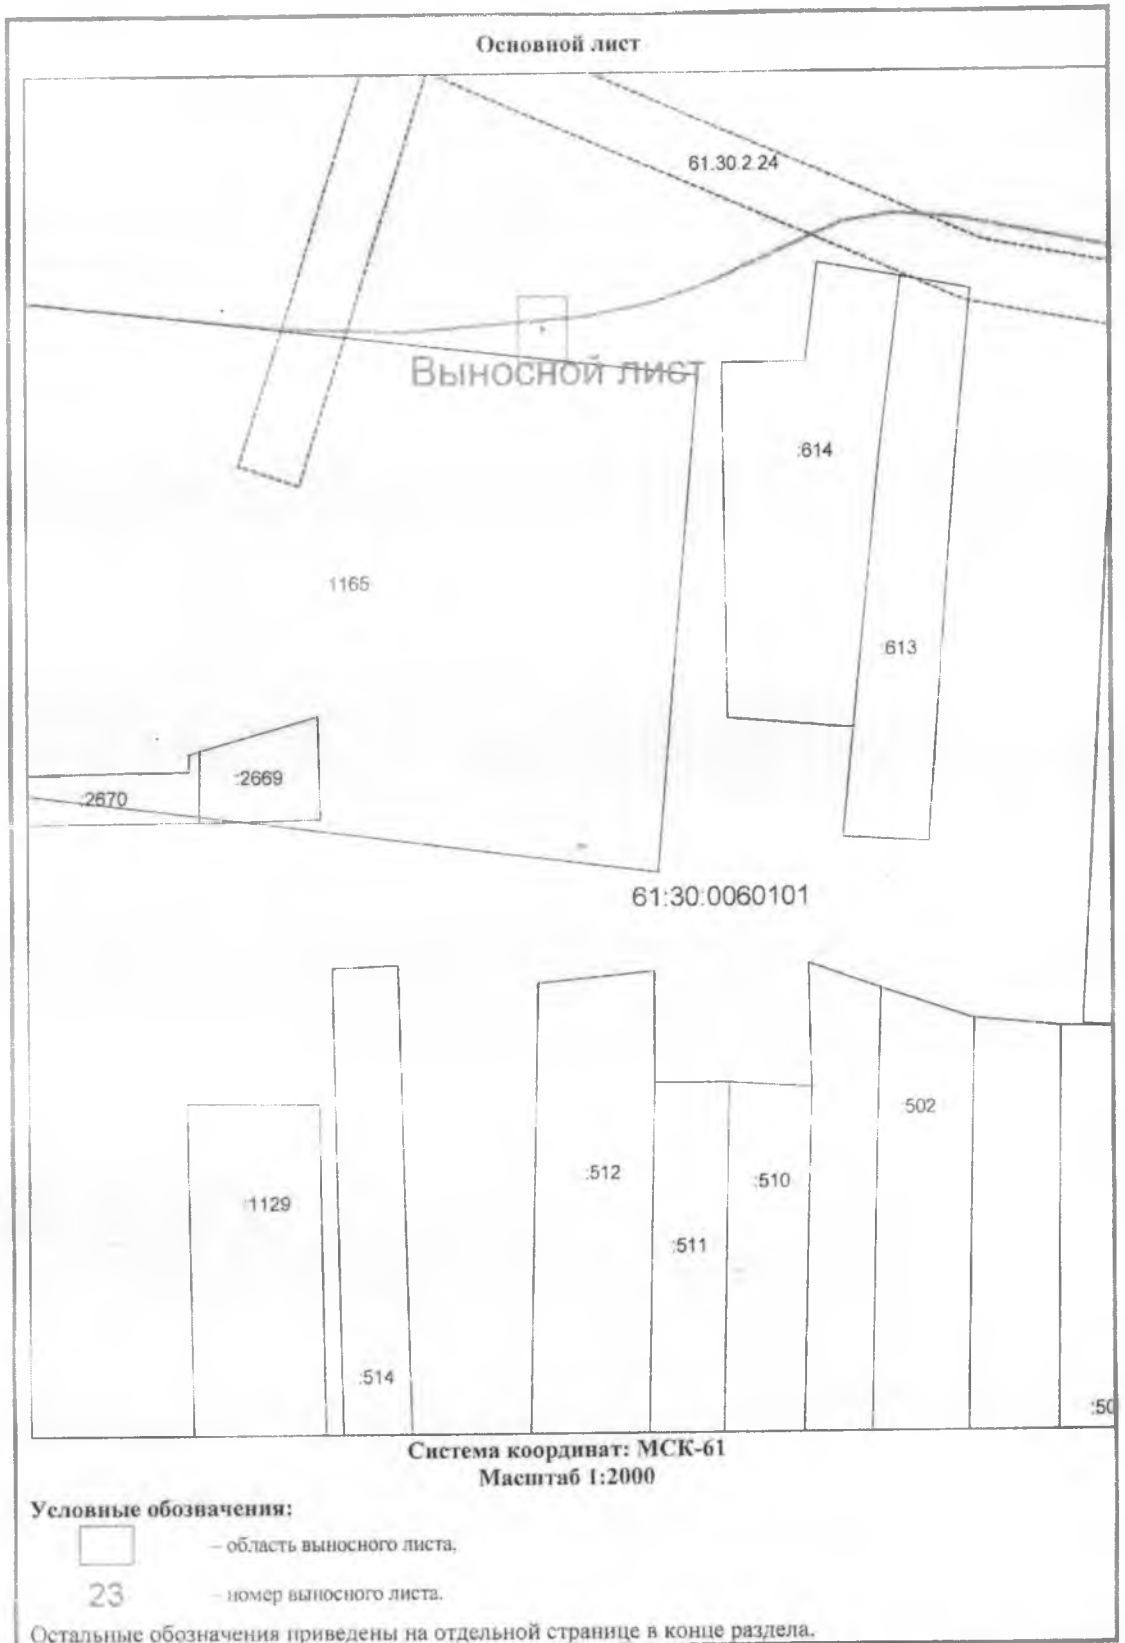 Основной лист
61.30.2.24
Выносной лист
:614
1165
:613
:2669
:2670
61:30:0060101
:502
:512
:510
:1129
:511
:514
:50
Система координат: МСК-61
Масштаб 1:2000
Условные обозначения:
– область выносного листа,
23 – номер выносного листа.
Остальные обозначения приведены на отдельной странице в конце раздела.